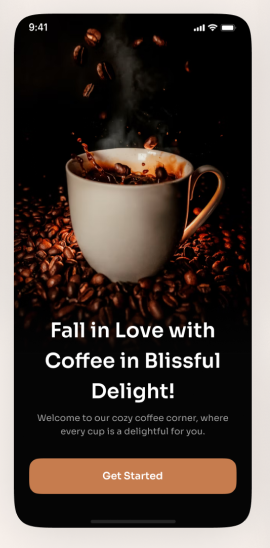 9:41
Fall in Love with
Coffee in Blissful
Delight!
Welcome to our cozy coffee corner, where
every cup is a delightful for you.
Get Started